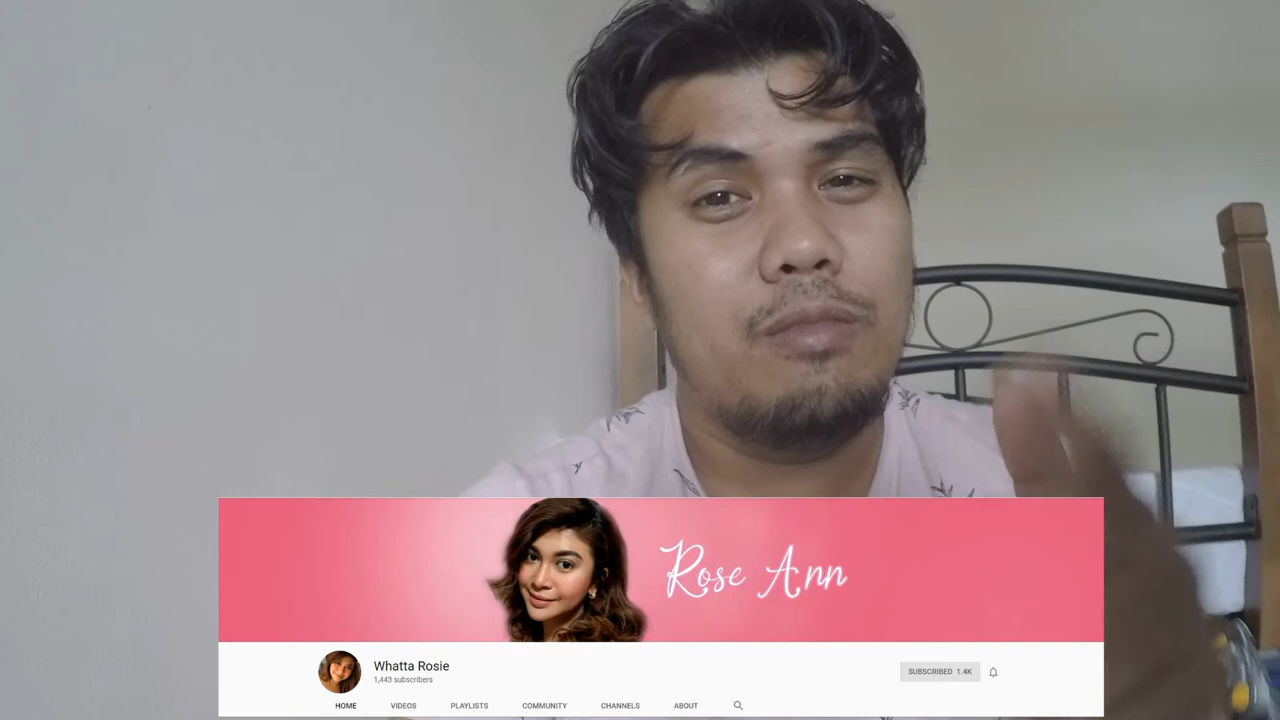 Rose Ann
Whatta Rosie
1,443 subscribers
SUBSCRIBED 1.4K
HOME VIDEOS PLAYLISTS COMMUNITY CHANNELS ABOUT